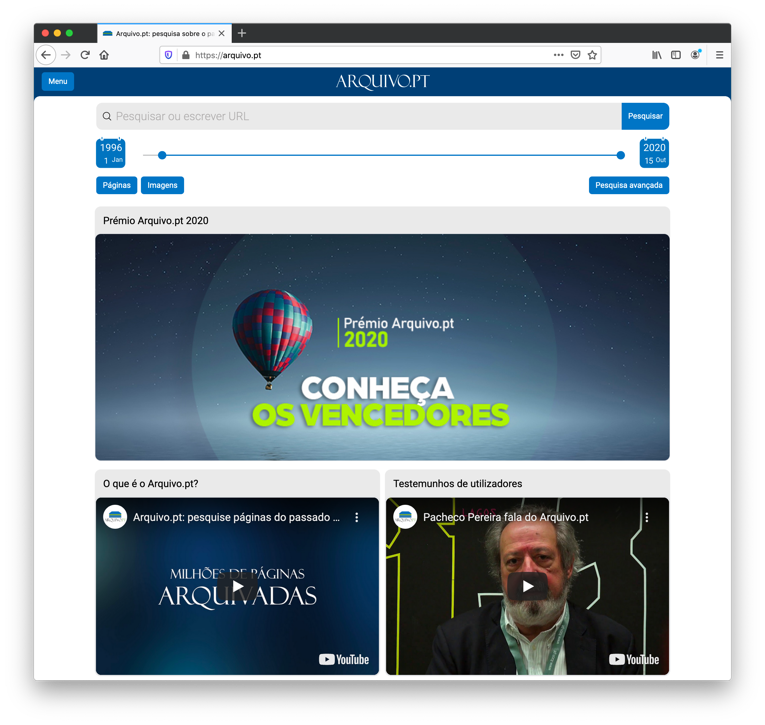 Arquivo.pt: pesquisa sobre o pa
https://arquivo.pt
Menu
ARQUIVO.PT
Pesquisar ou escrever URL
Pesquisar
1996
1 Jan
2020
15 Out
Páginas
Imagens
Pesquisa avançada
Prémio Arquivo.pt 2020
Prémio Arquivo.pt
2020
CONHEÇA
OS VENCEDORES
O que é o Arquivo.pt?
Arquivo.pt: pesquise páginas do passado ...
MILHÕES DE PÁGINAS
ARQUIVADAS
YouTube
Testemunhos de utilizadores
Pacheco Pereira fala do Arquivo.pt
YouTube